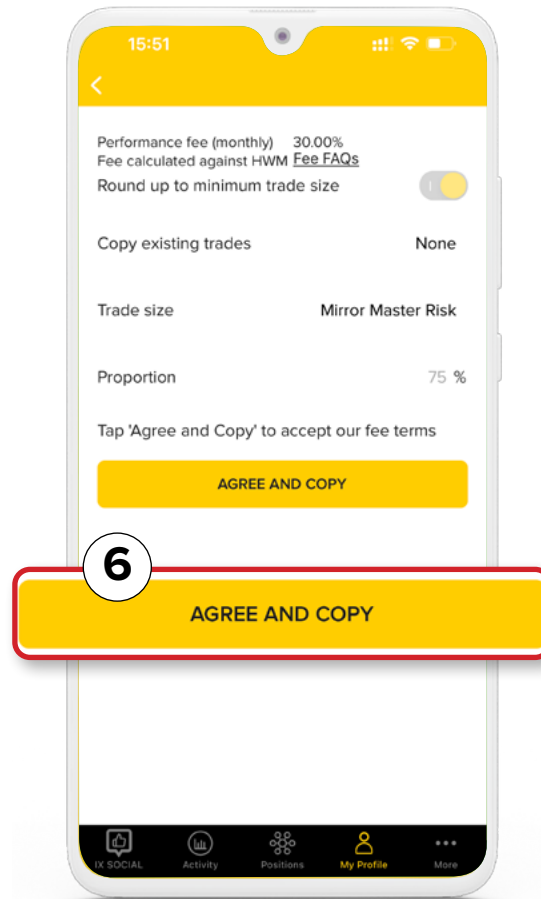 15:51
Performance fee (monthly) 30.00%
Fee calculated against HWM Fee FAQs
Round up to minimum trade size
Copy existing trades None
Trade size Mirror Master Risk
Proportion 75 %
Tap 'Agree and Copy' to accept our fee terms
AGREE AND COPY
6
AGREE AND COPY
IX SOCIAL Activity Positions My Profile More